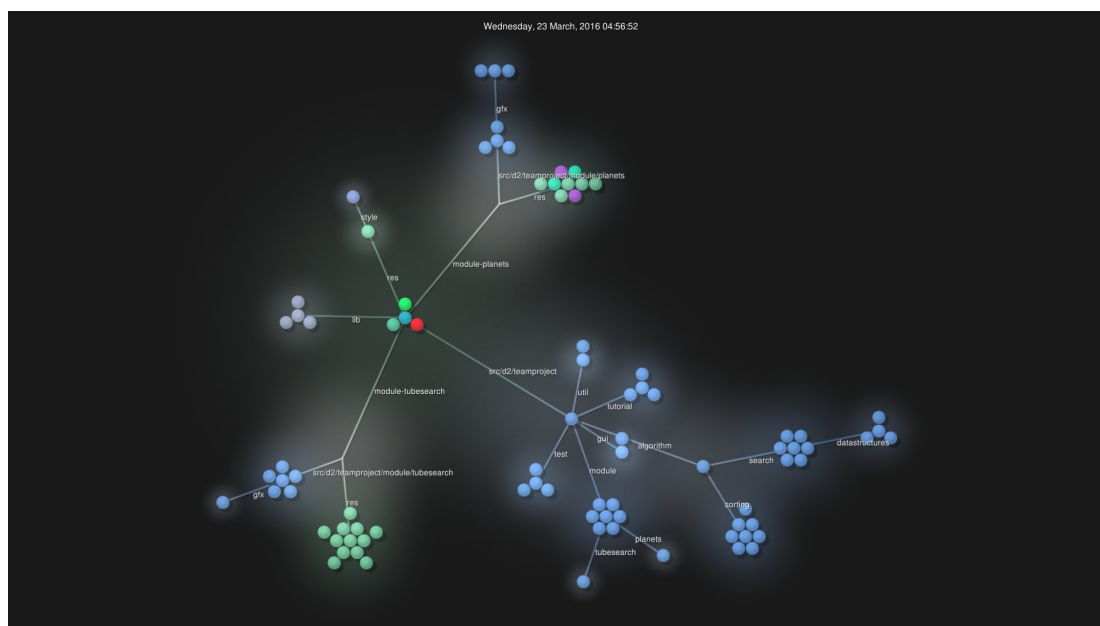 Wednesday, 23 March, 2016 04:56:52
gfx
src/d2/teamproject/module/planets
res
style
module-planets
res
lib
src/d2/teamproject
module-tubesearch
util
tutorial
gui
algorithm
datastructures
test
search
module
src/d2/teamproject/module/tubesearch
gfx
res
sorting
planets
tubesearch